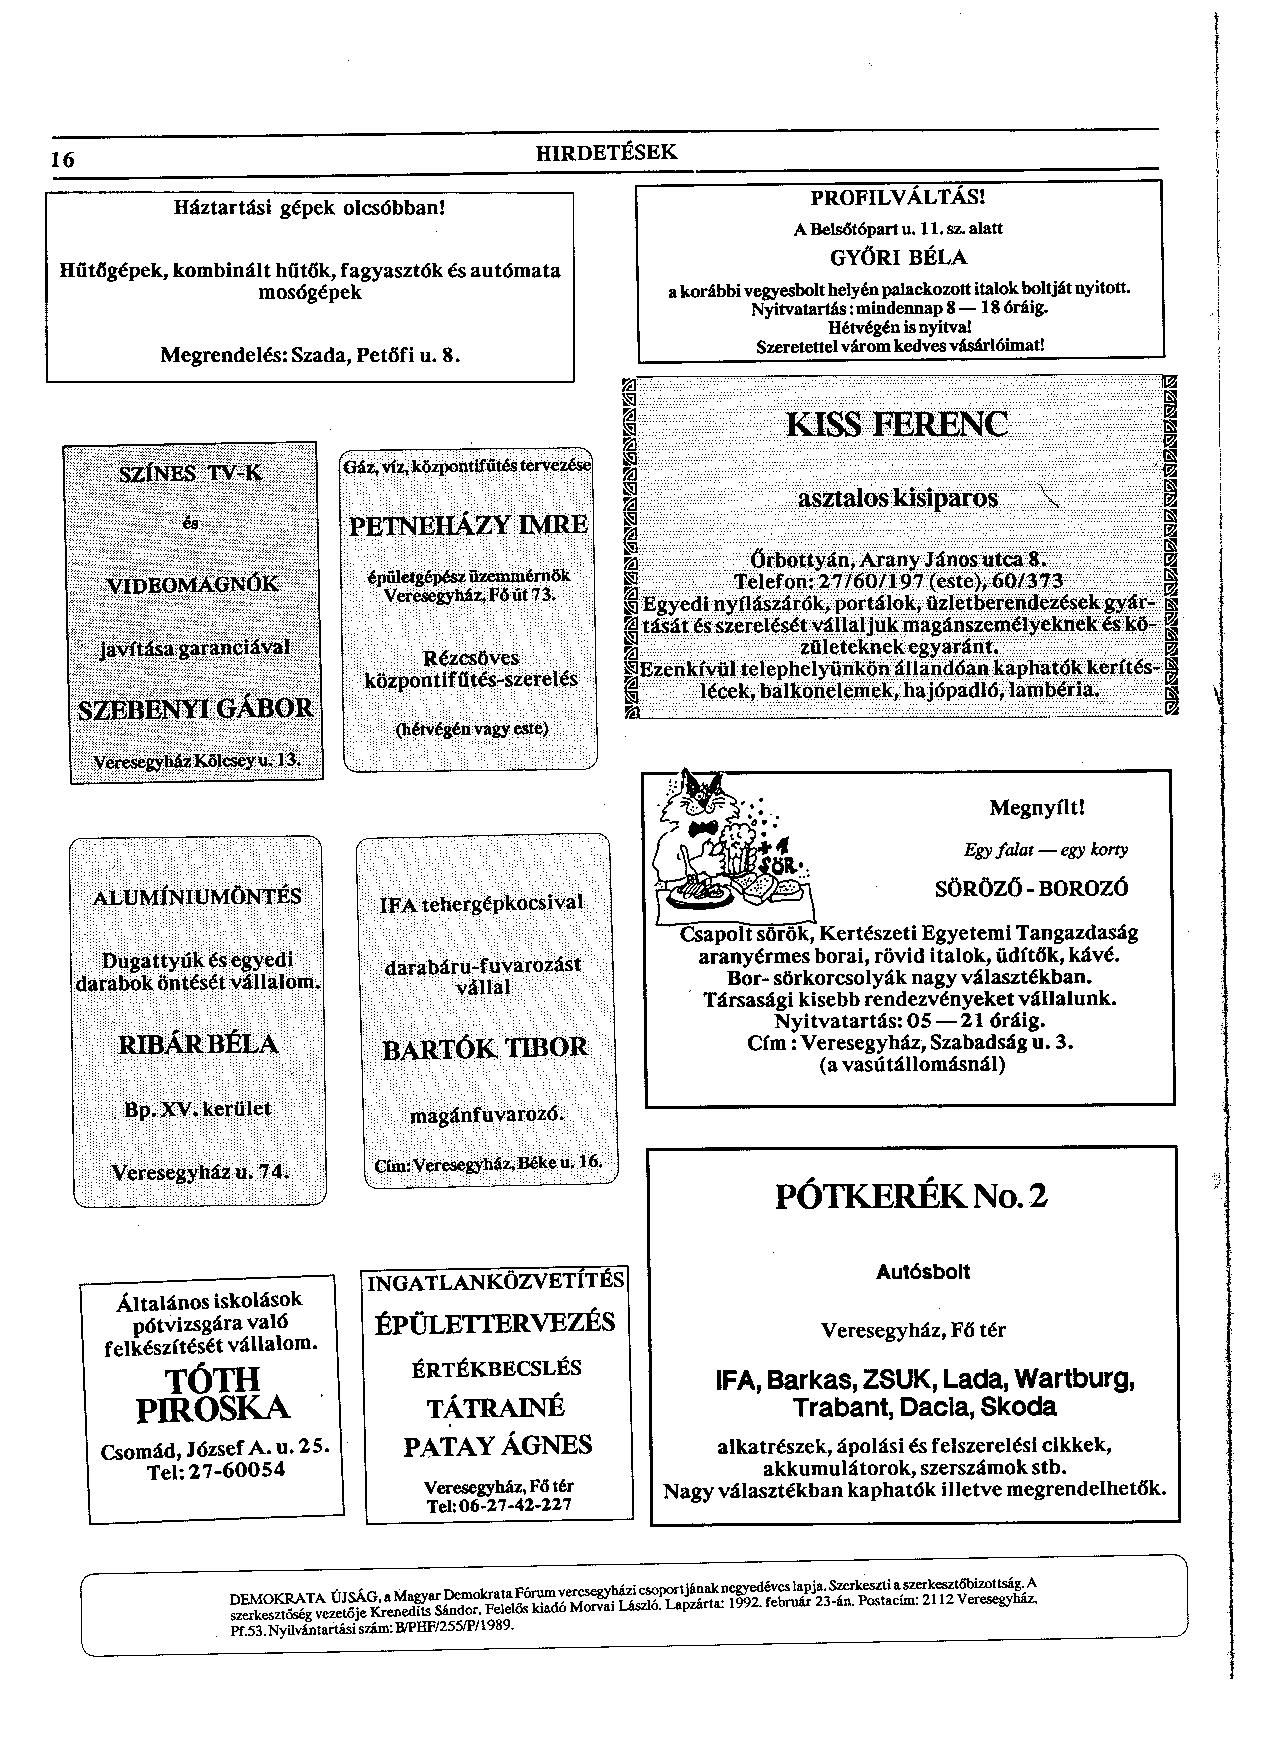 16
HIRDETÉSEK
Háztartási gépek olcsóbban!
Hűtőgépek, kombinált hűtők, fagyasztók és autómata
mosógépek
Megrendelés: Szada, Petőfi u. 8.
PROFILVÁLTÁS!
A Belsőtópart u. 11. sz. alatt
GYŐRI BÉLA
a korábbi vegyesbolt helyén palackozott italok boltját nyitott.
Nyitvatartás: mindennap 8 — 18 óráig.
Hétvégén is nyitva!
Szeretettel várom kedves vásárlóimat!
SZÍNES TV-K
és
VIDEOMAGNÓK
javítása garanciával
SZEBENYI GÁBOR
Veresegyház Kölcsey u. 13.
Gáz, víz, központifűtés tervezése
PETNEHÁZY IMRE
épületgépész üzemmérnök
Veresegyház, Fő út 73.
Rézcsöves
központifűtés-szerelés
(hétvégén vagy este)
KISS FERENC
asztalos kisiparos
Őrbottyán, Arany János utca 8.
Telefon: 27/60/197 (este), 60/373
Egyedi nyílászárók, portálok, üzletberendezések gyár-
tását és szerelését vállaljuk magánszemélyeknek és kö-
zületeknek egyaránt.
Ezenkívül telephelyünkön állandóan kaphatók kerítés-
lécek, balkonelemek, hajópadló, lambéria.
ALUMÍNIUMÖNTÉS
Dugattyúk és egyedi
darabok öntését vállalom.
RIBÁR BÉLA
Bp. XV. kerület
Veresegyház u. 74.
IFA tehergépkocsival
darabáru-fuvarozást
vállal
BARTÓK TIBOR
magánfuvarozó.
Cím: Veresegyház, Béke u. 16.
+ 1
SÖR
Megnyílt!
Egy falat — egy korty
SÖRÖZŐ - BOROZÓ
Csapolt sörök, Kertészeti Egyetemi Tangazdaság
aranyérmes borai, rövid italok, üdítők, kávé.
Bor- sörkorcsolyák nagy választékban.
Társasági kisebb rendezvényeket vállalunk.
Nyitvatartás: 05 — 21 óráig.
Cím : Veresegyház, Szabadság u. 3.
(a vasútállomásnál)
Általános iskolások
pótvizsgára való
felkészítését vállalom.
TÓTH
PIROSKA
Csomád, József A. u. 25.
Tel: 27-60054
INGATLANKÖZVETÍTÉS
ÉPÜLETTERVEZÉS
ÉRTÉKBECSLÉS
TÁTRAINÉ
PATAY ÁGNES
Veresegyház, Fő tér
Tel: 06-27-42-227
PÓTKERÉK No. 2
Autósbolt
Veresegyház, Fő tér
IFA, Barkas, ZSUK, Lada, Wartburg,
Trabant, Dacia, Skoda
alkatrészek, ápolási és felszerelési cikkek,
akkumulátorok, szerszámok stb.
Nagy választékban kaphatók illetve megrendelhetők.
DEMOKRATA ÚJSÁG, a Magyar Demokrata Fórum veresegyházi csoportjának negyedéves lapja. Szerkeszti a szerkesztőbizottság. A
szerkesztőség vezetője Krenedits Sándor. Felelős kiadó Morvai László. Lapzárta: 1992. február 23-án. Postacím: 2112 Veresegyház,
Pf.53. Nyilvántartási szám: B/PHF/255/P/1989.